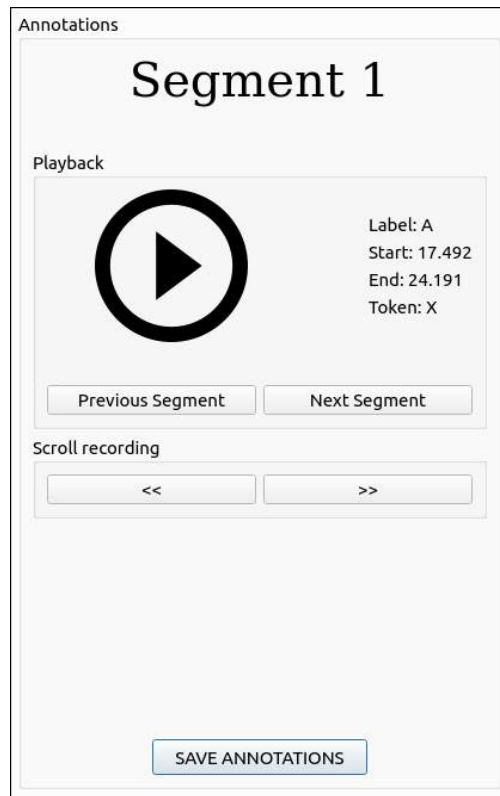 Annotations
Segment 1
Playback
Label: A
Start: 17.492
End: 24.191
Token: X
Previous Segment
Next Segment
Scroll recording
<<
>>
SAVE ANNOTATIONS